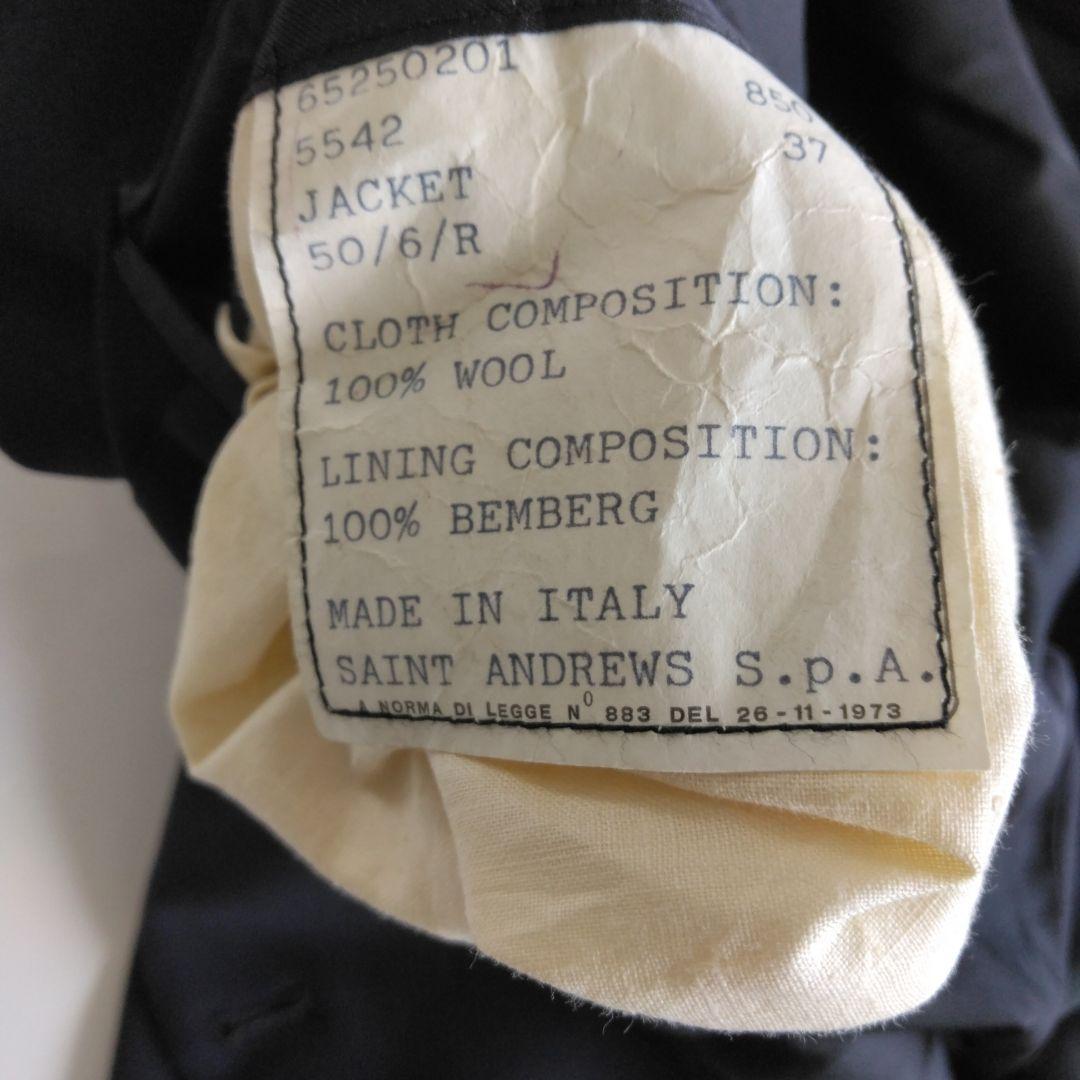 65250201 850
5542 37
JACKET
50/6/R
CLOTH COMPOSITION:
100% WOOL
LINING COMPOSITION:
100% BEMBERG
MADE IN ITALY
SAINT ANDREWS S.p.A.
A NORMA DI LEGGE N° 883 DEL 26-11-1973